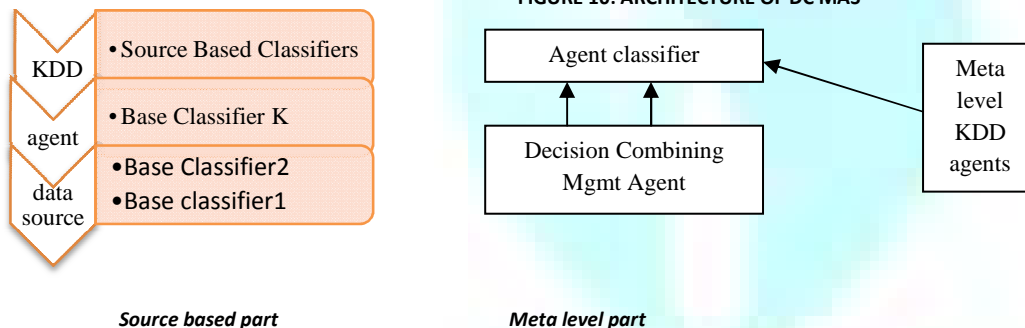 FIGURE 10: ARCHITECTURE OF DC MAS
KDD
• Source Based Classifiers
agent
• Base Classifier K
data
source
•Base Classifier2
•Base classifier1
Agent classifier
Decision Combining
Mgmt Agent
Meta
level
KDD
agents
Source based part
Meta level part